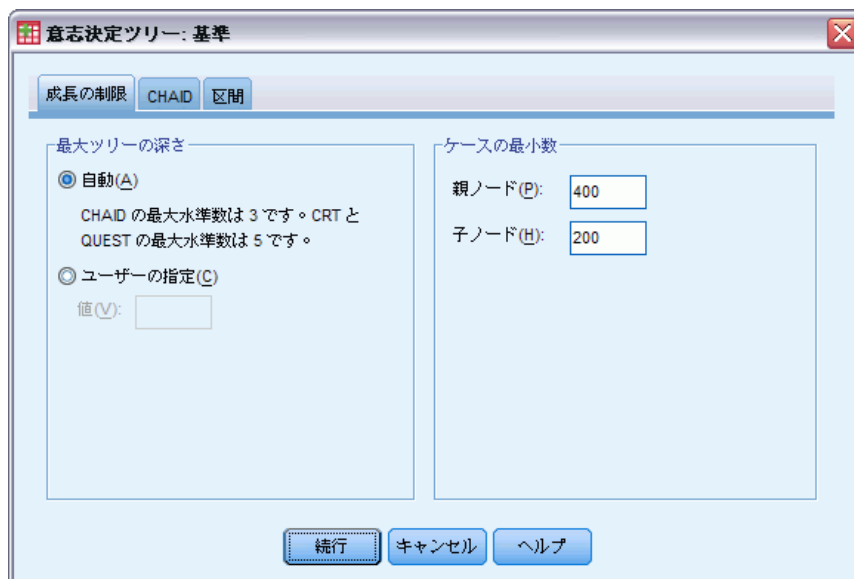 意志決定ツリー: 基準
成長の制限
CHAID
区間
最大ツリーの深さ
自動(A)
CHAID の最大水準数は 3 です。CRT と
QUEST の最大水準数は 5 です。
ユーザーの指定(C)
値(V):
ケースの最小数
親ノード(P): 400
子ノード(H): 200
続行
キャンセル
ヘルプ